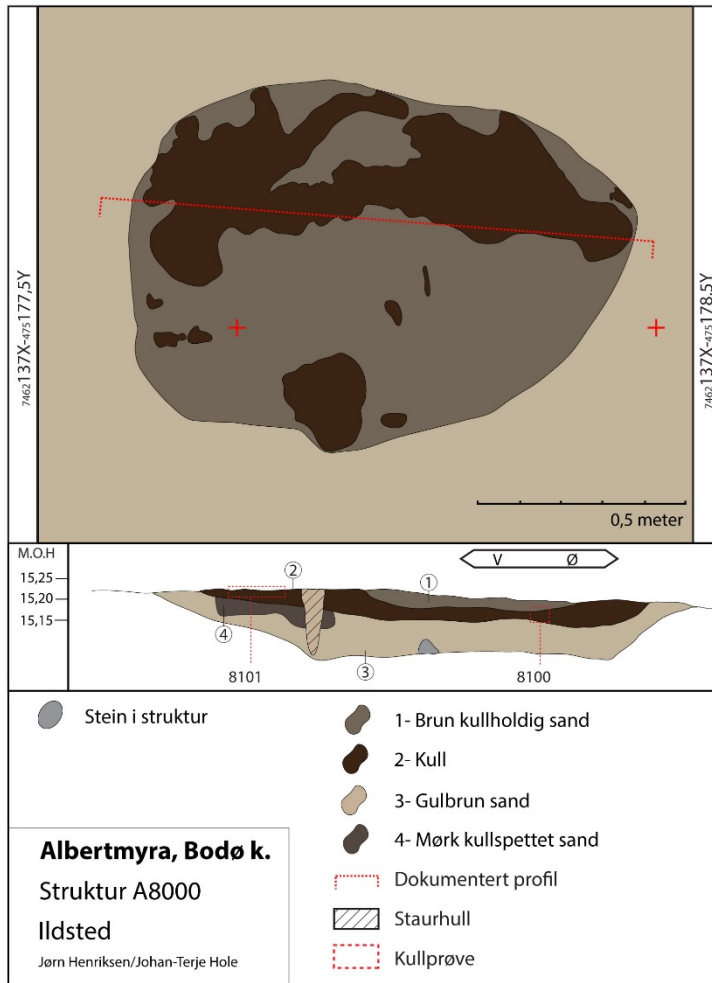 7462137X-475177,5Y
7462137X-475178,5Y
0,5 meter
M.O.H
15,25
15,20
15,15
V Ø
2
1
4
3
8101
8100
Stein i struktur
1- Brun kullholdig sand
2- Kull
3- Gulbrun sand
4- Mørk kullspettet sand
Dokumentert profil
Staurhull
Kullprøve
Albertmyra, Bodø k.
Struktur A8000
Ildsted
Jørn Henriksen/Johan-Terje Hole